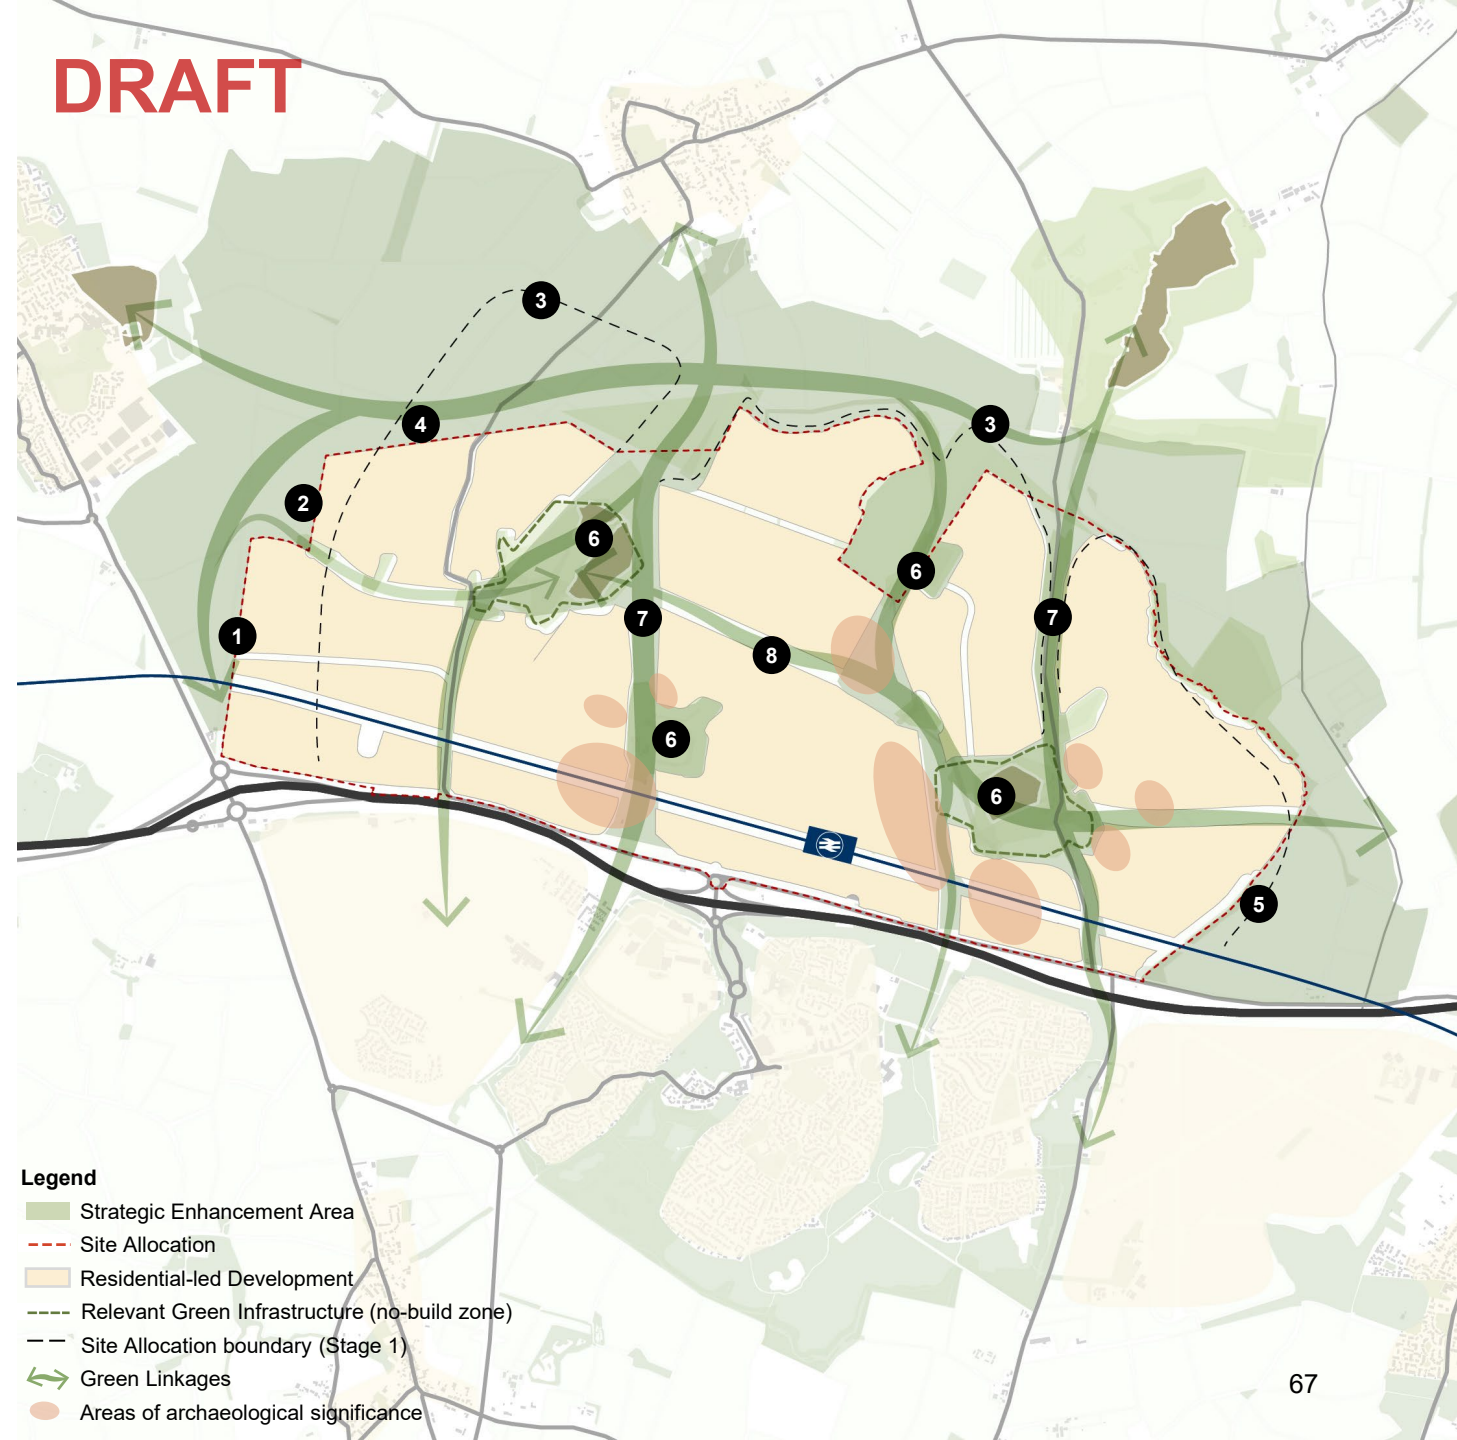 DRAFT
3
4
3
2
6
6
1
7
7
8
6
6
5
Legend
Strategic Enhancement Area
Site Allocation
Residential-led Development
Relevant Green Infrastructure (no-build zone)
Site Allocation boundary (Stage 1)
Green Linkages
Areas of archaeological significance
67